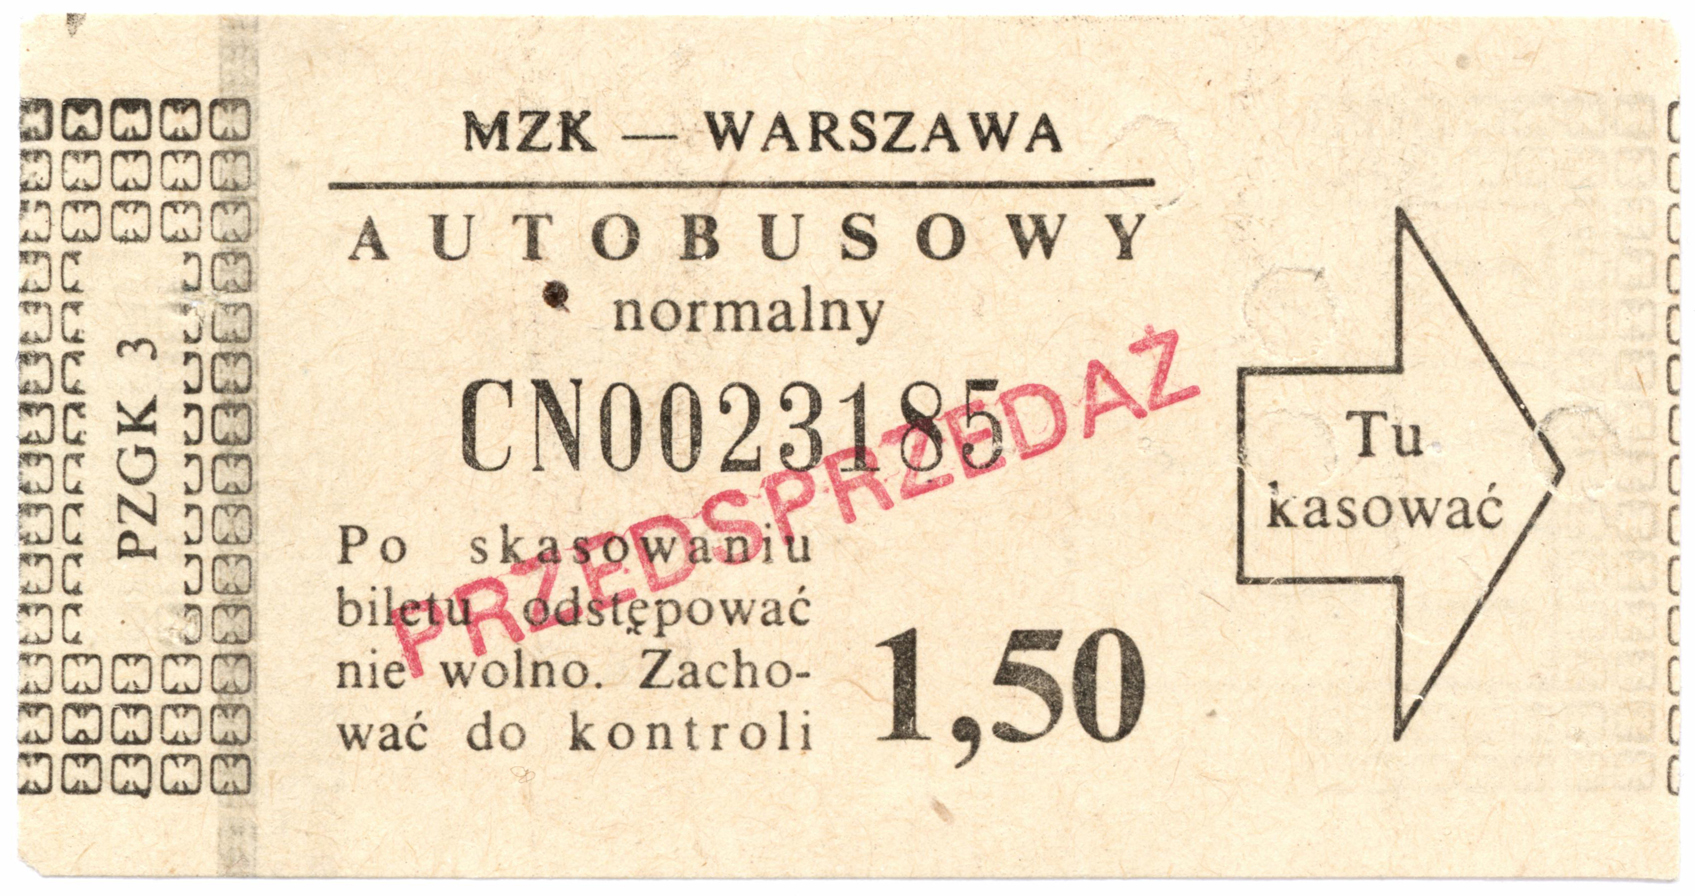 MZK — WARSZAWA
AUTOBUSOWY
normalny
CN0023185
PRZEDSPRZEDAŻ
Po skasowaniu
biletu odstępować
nie wolno. Zacho-
wać do kontroli
1,50
Tu
kasować
PZGK 3